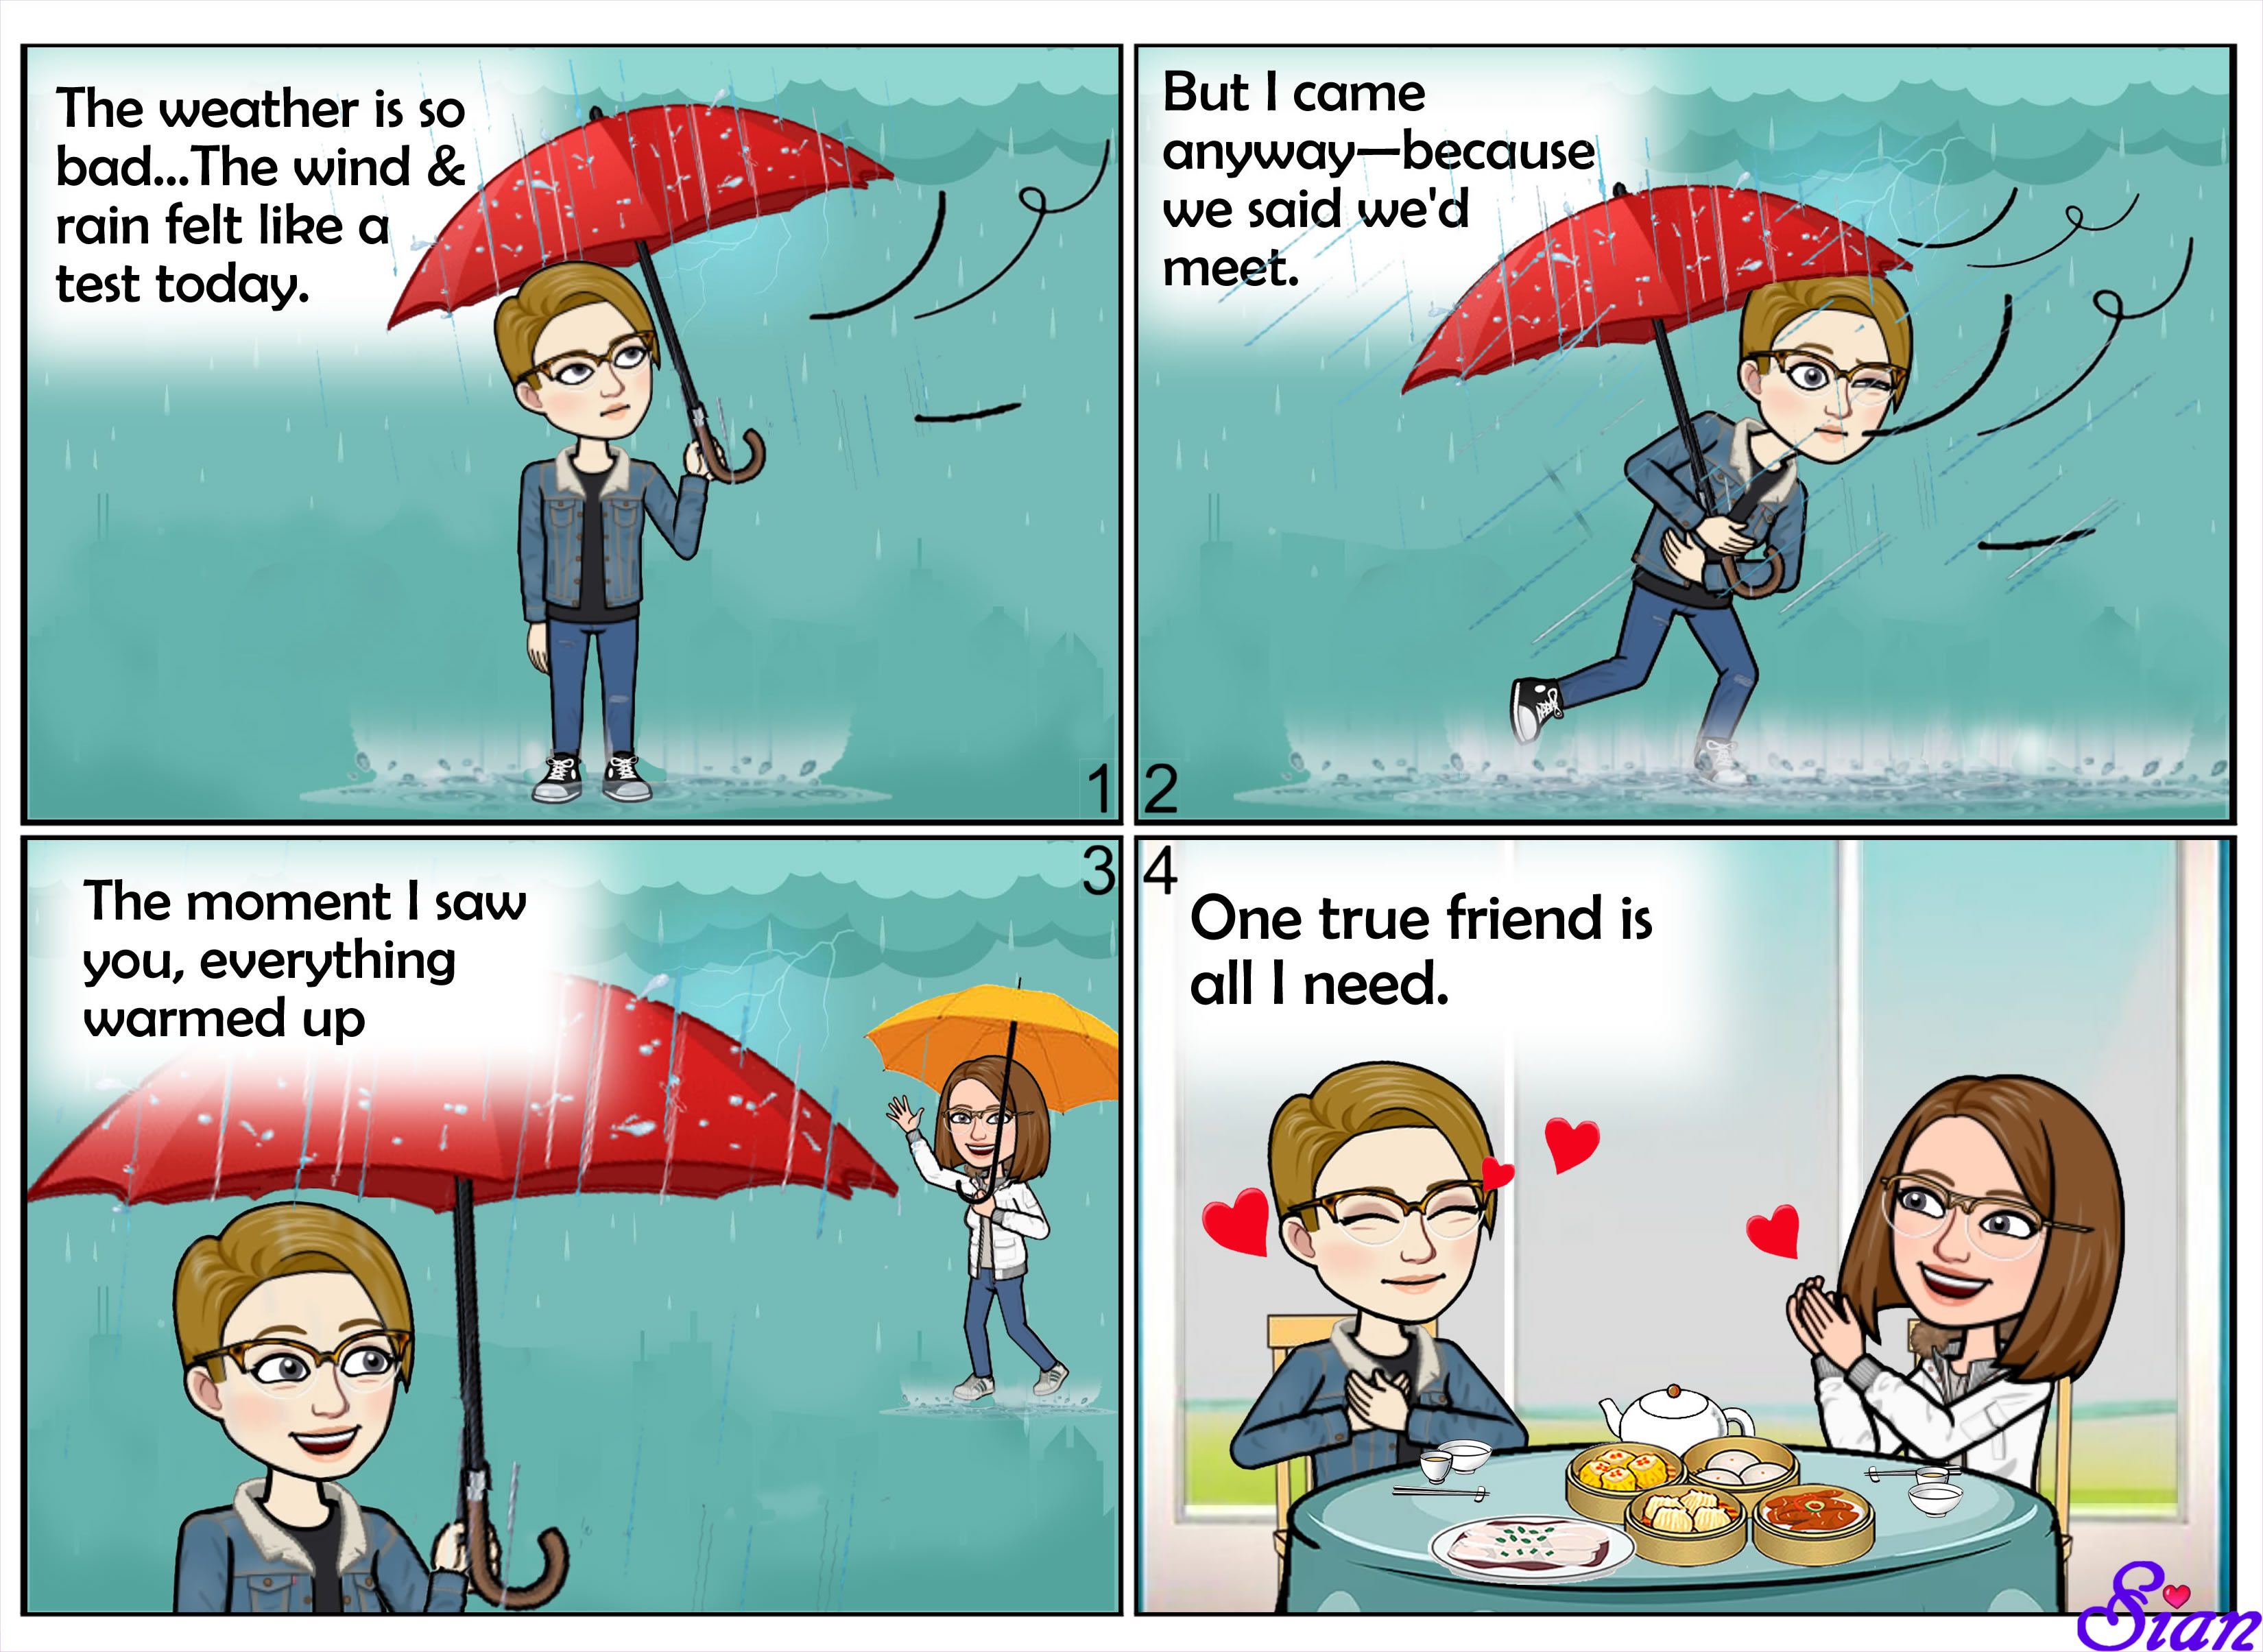 The weather is so
bad...The wind &
rain felt like a
test today.
1
But I came
anyway—because
we said we'd
meet.
2
The moment I saw
you, everything
warmed up
3
4
One true friend is
all I need.
Sian